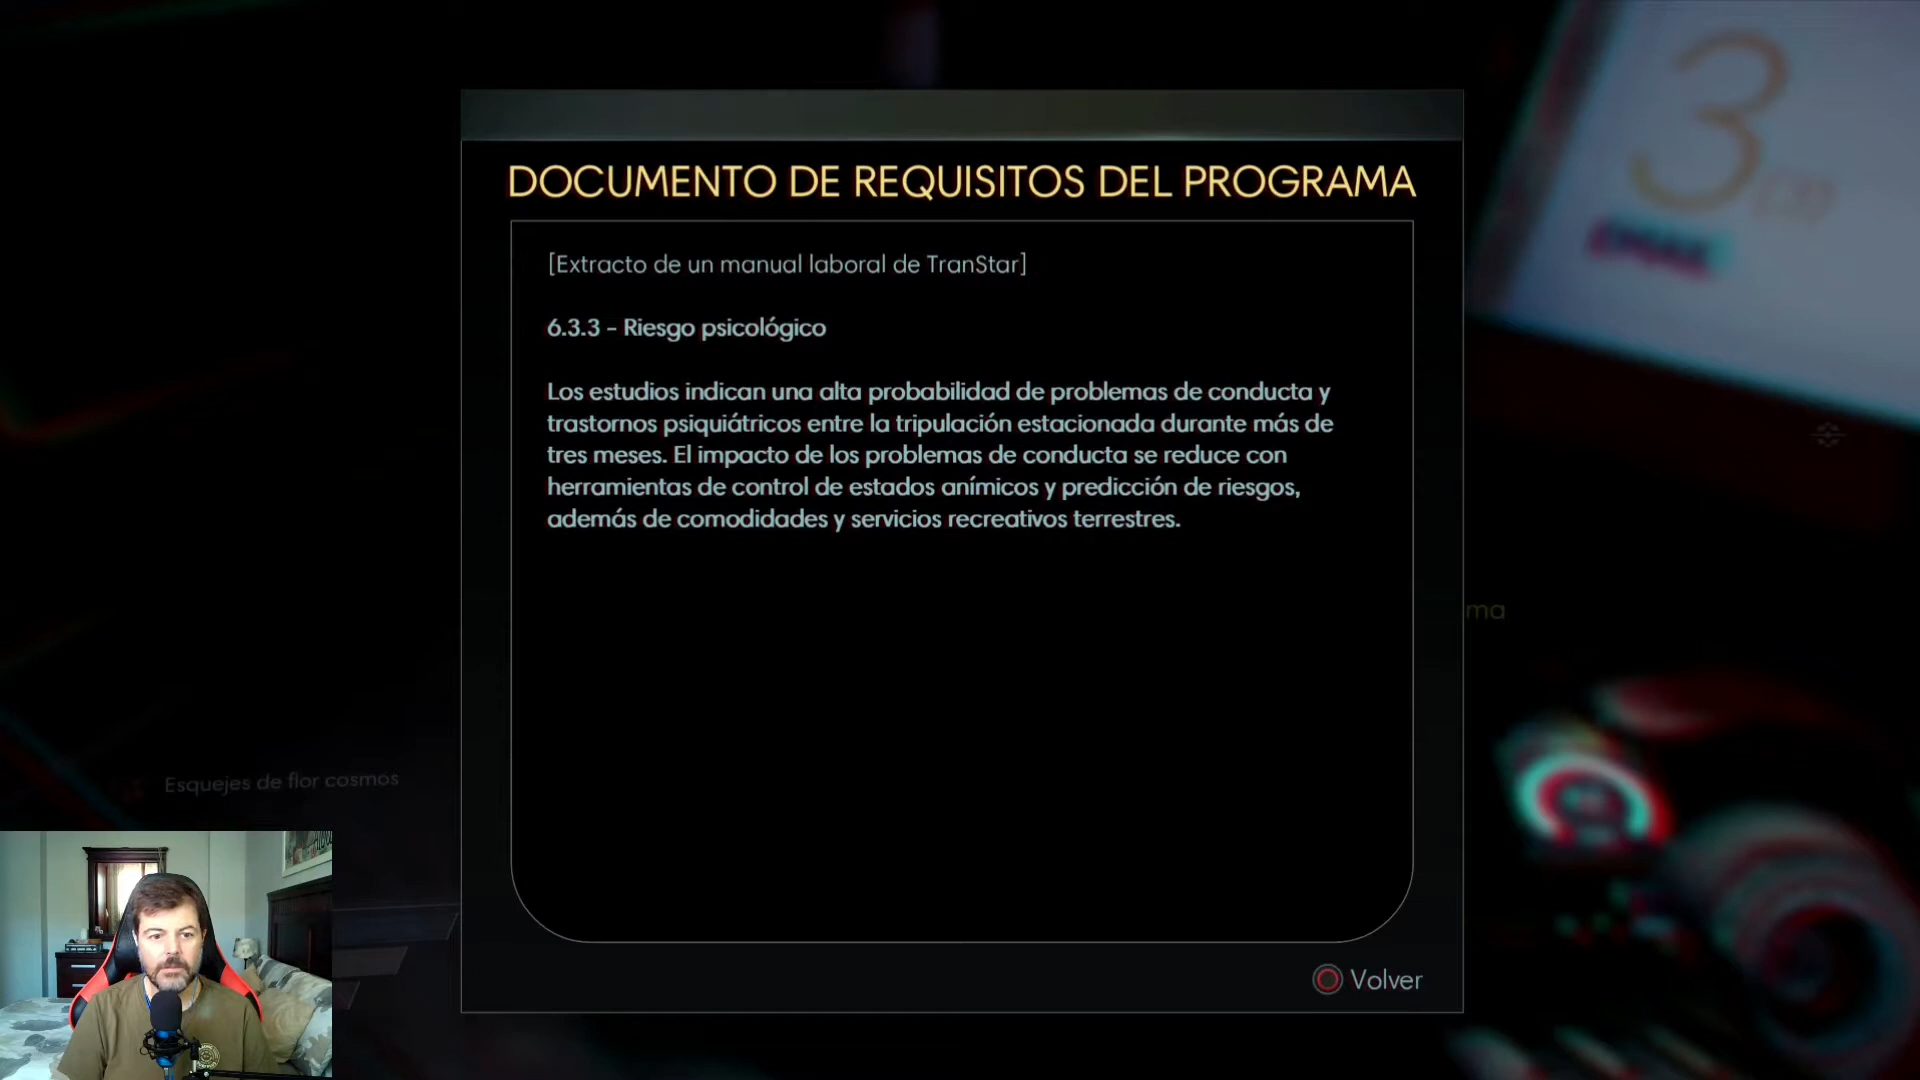 3
DOCUMENTO DE REQUISITOS DEL PROGRAMA
[Extracto de un manual laboral de TranStar]
6.3.3 - Riesgo psicológico
Los estudios indican una alta probabilidad de problemas de conducta y
trastornos psiquiátricos entre la tripulación estacionada durante más de
tres meses. El impacto de los problemas de conducta se reduce con
herramientas de control de estados anímicos y predicción de riesgos,
además de comodidades y servicios recreativos terrestres.
ma
Esquejes de flor cosmos
Volver